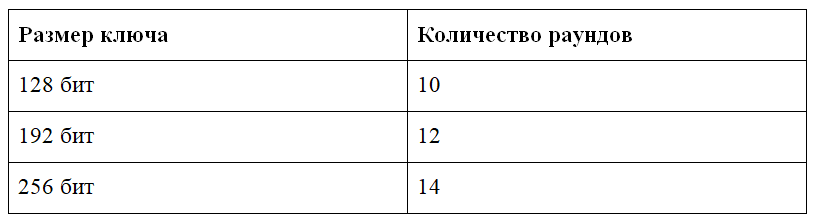 Размер ключа Количество раундов
128 бит 10
192 бит 12
256 бит 14